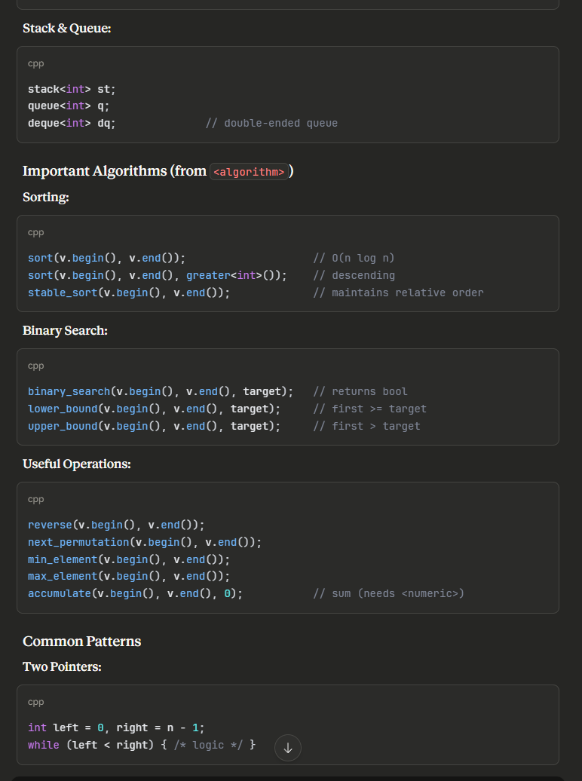 Stack & Queue:
cpp
stack<int> st;
queue<int> q;
deque<int> dq;              // double-ended queue
Important Algorithms (from <algorithm>)
Sorting:
cpp
sort(v.begin(), v.end());                    // O(n log n)
sort(v.begin(), v.end(), greater<int>());    // descending
stable_sort(v.begin(), v.end());             // maintains relative order
Binary Search:
cpp
binary_search(v.begin(), v.end(), target);   // returns bool
lower_bound(v.begin(), v.end(), target);     // first >= target
upper_bound(v.begin(), v.end(), target);     // first > target
Useful Operations:
cpp
reverse(v.begin(), v.end());
next_permutation(v.begin(), v.end());
min_element(v.begin(), v.end());
max_element(v.begin(), v.end());
accumulate(v.begin(), v.end(), 0);           // sum (needs <numeric>)
Common Patterns
Two Pointers:
cpp
int left = 0, right = n - 1;
while (left < right) { /* logic */ }